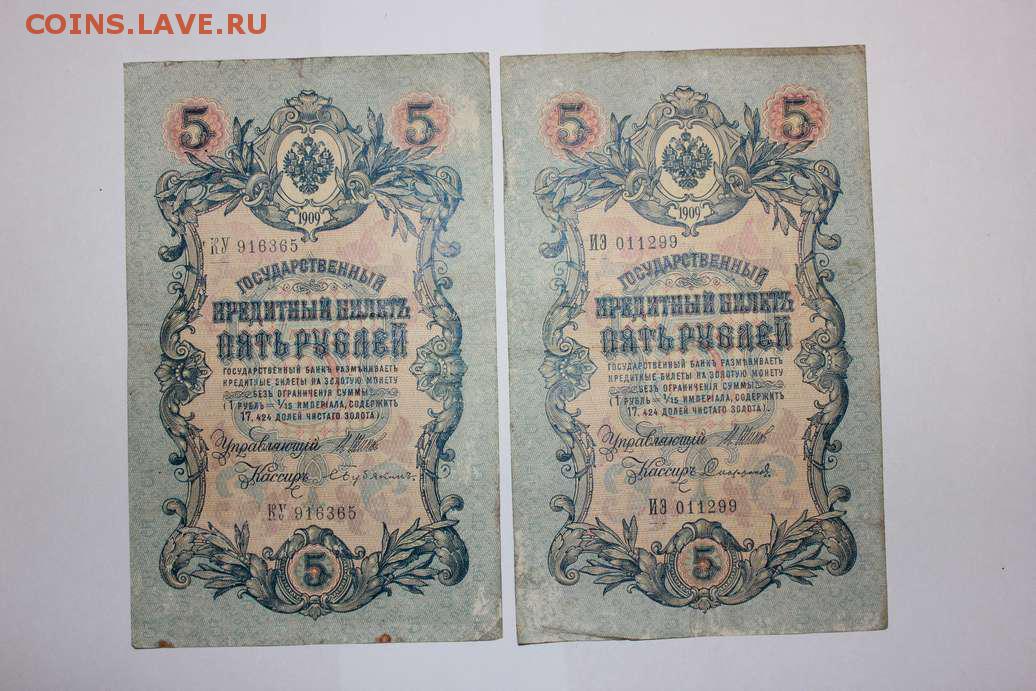 COINS.LAVE.RU
5 5
1909
КУ 916365
ГОСУДАРСТВЕННЫЙ
КРЕДИТНЫЙ БИЛЕТЪ
ПЯТЬ РУБЛЕЙ
ГОСУДАРСТВЕННЫЙ БАНКЪ РАЗМѢНИВАЕТЪ
КРЕДИТНЫЕ БИЛЕТЫ НА ЗОЛОТУЮ МОНЕТУ
БЕЗЪ ОГРАНИЧЕНІЯ СУММЫ
(1 РУБЛЬ = 1/15 ИМПЕРІАЛА, СОДЕРЖИТЪ
17,424 ДОЛЕЙ ЧИСТАГО ЗОЛОТА).
Управляющій
Кассиръ
КУ 916365
5
5 5
1909
ИЭ 011299
ГОСУДАРСТВЕННЫЙ
КРЕДИТНЫЙ БИЛЕТЪ
ПЯТЬ РУБЛЕЙ
ГОСУДАРСТВЕННЫЙ БАНКЪ РАЗМѢНИВАЕТЪ
КРЕДИТНЫЕ БИЛЕТЫ НА ЗОЛОТУЮ МОНЕТУ
БЕЗЪ ОГРАНИЧЕНІЯ СУММЫ
(1 РУБЛЬ = 1/15 ИМПЕРІАЛА, СОДЕРЖИТЪ
17,424 ДОЛЕЙ ЧИСТАГО ЗОЛОТА).
Управляющій
Кассиръ
ИЭ 011299
5